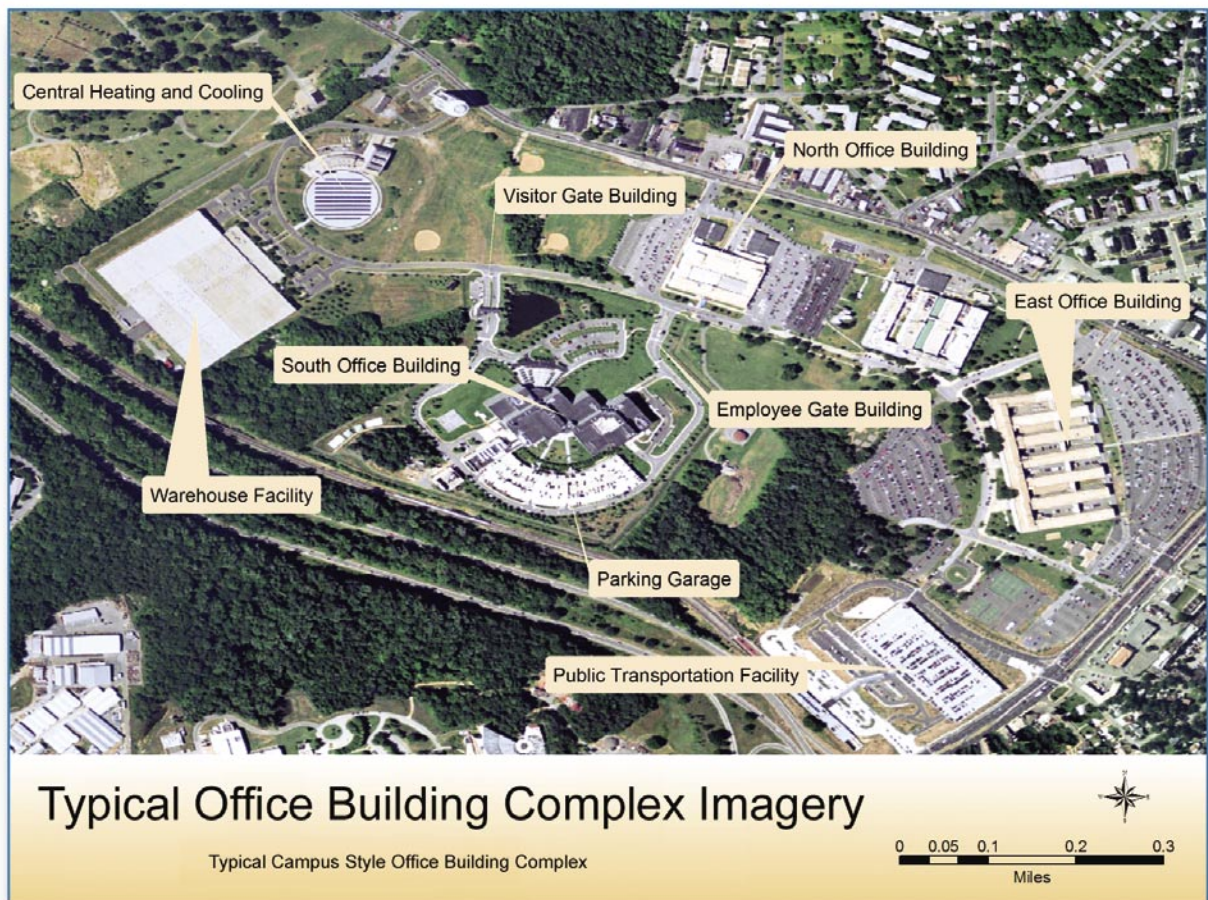 Central Heating and Cooling
North Office Building
Visitor Gate Building
East Office Building
South Office Building
Employee Gate Building
Warehouse Facility
Parking Garage
Public Transportation Facility
Typical Office Building Complex Imagery
Typical Campus Style Office Building Complex
0 0.05 0.1 0.2 0.3
Miles